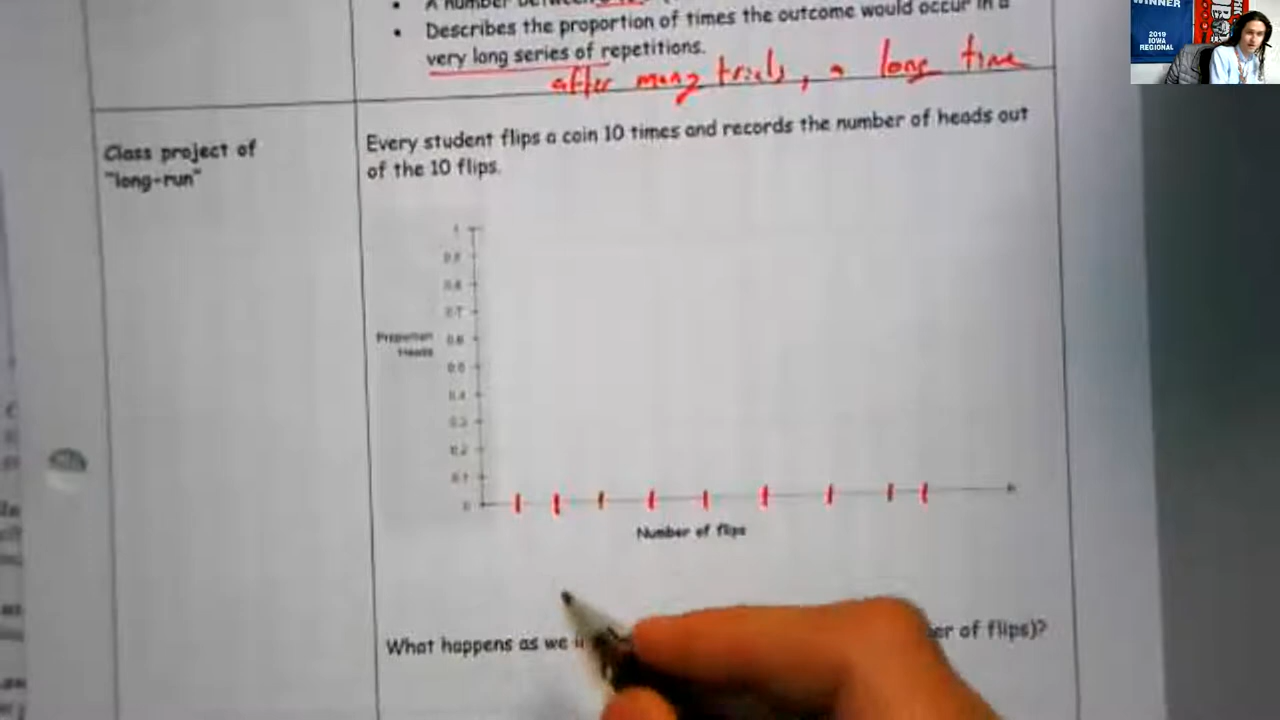 WINNER
2019
IOWA
REGIONAL
• A number between
• Describes the proportion of times the outcome would occur in a
very long series of repetitions.
after many trials, a long time
Class project of
"long-run"
Every student flips a coin 10 times and records the number of heads out
of the 10 flips.
1
0.9
0.8
0.7
Proportion
Heads
0.6
0.5
0.4
0.3
0.2
0.1
0
Number of flips
What happens as we
of flips)?